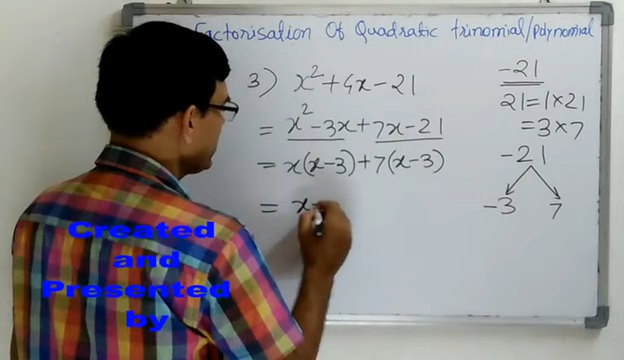 Factorisation Of Quadratic trinomial/polynomial
3) x² + 4x - 21
= x² - 3x + 7x - 21
= x(x-3) + 7(x-3)
= x
-21
21 = 1 × 21
= 3 × 7
-21
-3 7
Created
and
Presented
by